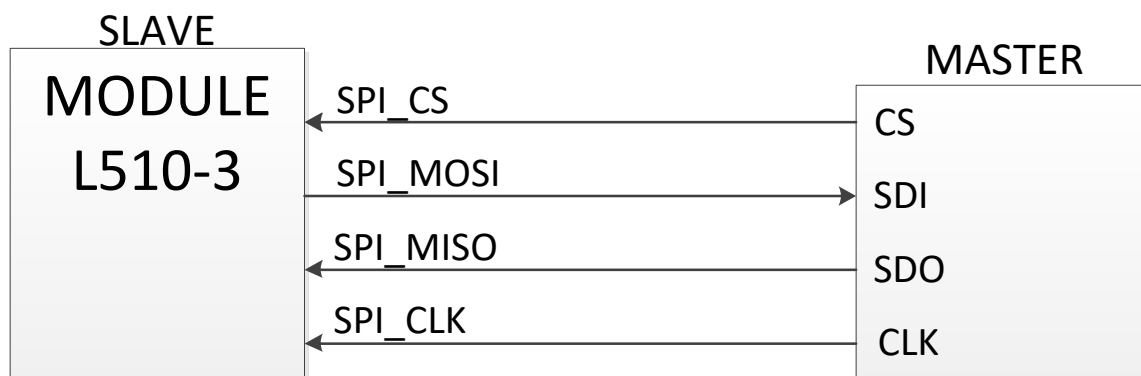 SLAVE
MODULE
L510-3
MASTER
SPI_CS
CS
SPI_MOSI
SDI
SPI_MISO
SDO
SPI_CLK
CLK